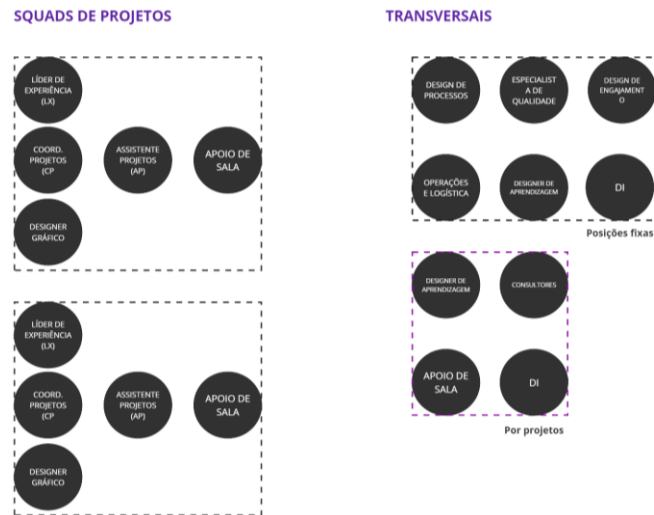 SQUADS DE PROJETOS
LÍDER DE
EXPERIÊNCIA
(LX)
COORD.
PROJETOS
(CP
ASSISTENTE
PROJETOS
(AP)
APOIO DE
SALA
DESIGNER
GRÁFICO
LÍDER DE
EXPERIÊNCIA
(LX)
COORD.
PROJETOS
(CP
ASSISTENTE
PROJETOS
(AP)
APOIO DE
SALA
DESIGNER
GRÁFICO
TRANSVERSAIS
DESIGN DE
PROCESSOS
ESPECIALIST
A DE
QUALIDADE
DESIGN DE
ENGAJAMENT
O
OPERAÇÕES
E LOGÍSTICA
DESIGNER DE
APRENDIZAGEM
DI
Posições fixas
DESIGNER DE
APRENDIZAGEM
CONSULTORES
APOIO DE
SALA
DI
Por projetos